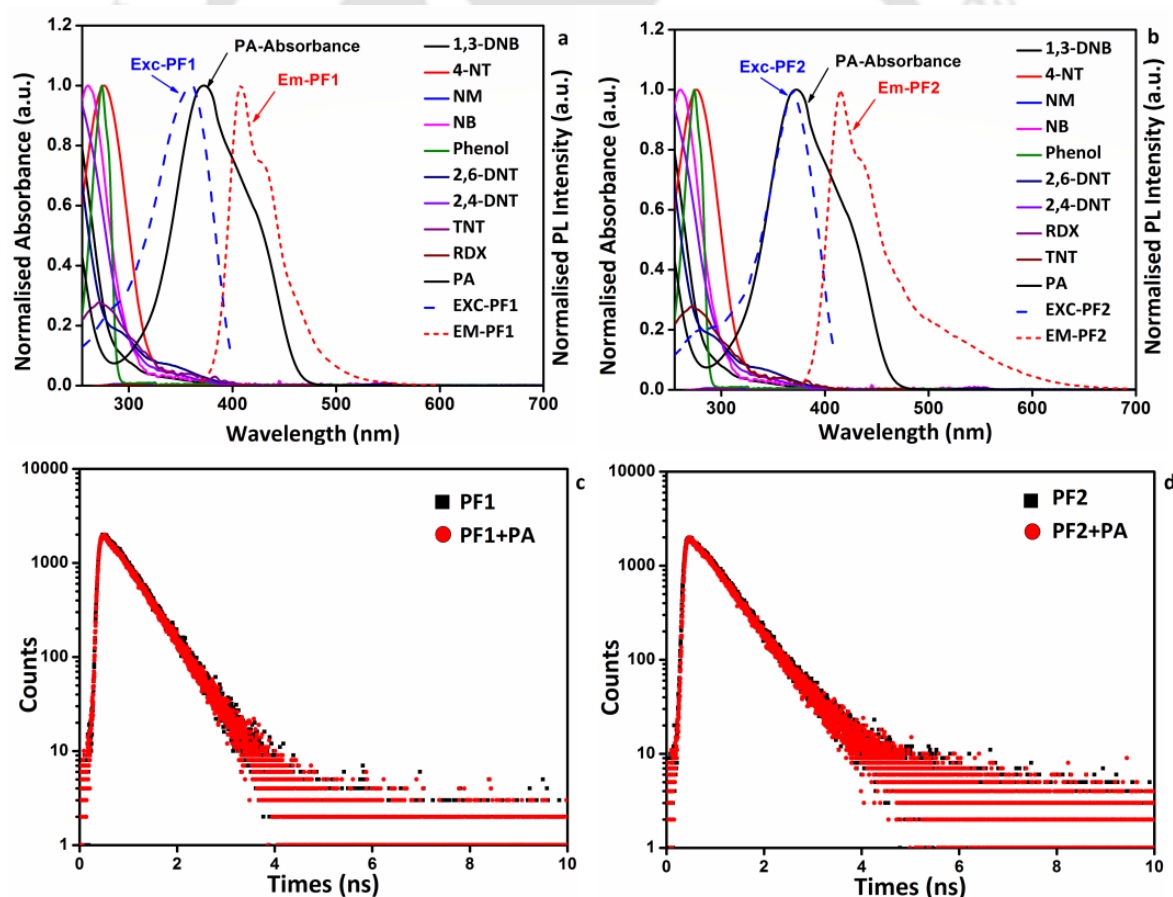 1.2
1.0
0.8
0.6
0.4
0.2
0.0
Normalised Absorbance (a.u.)
300
400
500
600
700
Wavelength (nm)
Normalised PL Intensity (a.u.)
a
PA-Absorbance
Exc-PF1
Em-PF1
1,3-DNB
4-NT
NM
NB
Phenol
2,6-DNT
2,4-DNT
TNT
RDX
PA
EXC-PF1
EM-PF1
1.2
1.0
0.8
0.6
0.4
0.2
0.0
Normalised Absorbance (a.u.)
300
400
500
600
700
Wavelength (nm)
Normalised PL Intensity (a.u.)
b
Exc-PF2
PA-Absorbance
Em-PF2
1,3-DNB
4-NT
NM
NB
Phenol
2,6-DNT
2,4-DNT
RDX
TNT
PA
EXC-PF2
EM-PF2
10000
1000
100
10
1
Counts
0
2
4
6
8
10
Times (ns)
c
PF1
PF1+PA
10000
1000
100
10
1
Counts
0
2
4
6
8
10
Times (ns)
d
PF2
PF2+PA